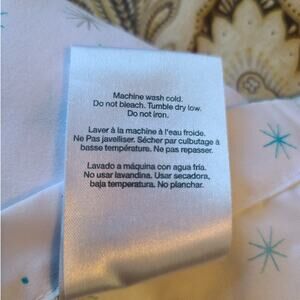 Machine wash cold.
Do not bleach. Tumble dry low.
Do not iron.
Laver à la machine à l'eau froide.
Ne Pas javelliser. Sécher par culbutage à
basse température. Ne pas repasser.
Lavado a máquina con agua fria.
No usar lavandina. Usar secadora,
baja temperatura. No planchar.